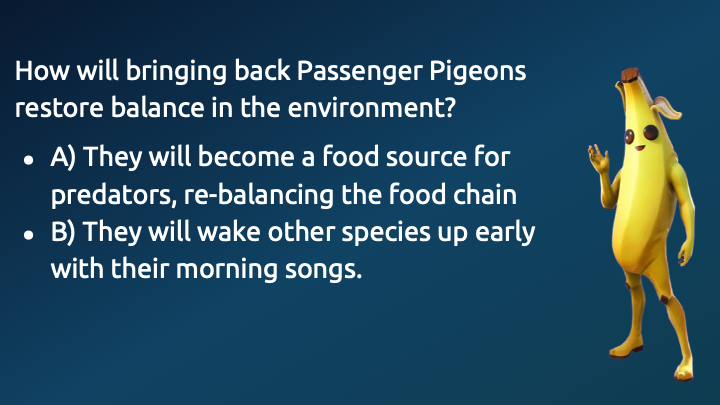 How will bringing back Passenger Pigeons
restore balance in the environment?
• A) They will become a food source for
predators, re-balancing the food chain
• B) They will wake other species up early
with their morning songs.